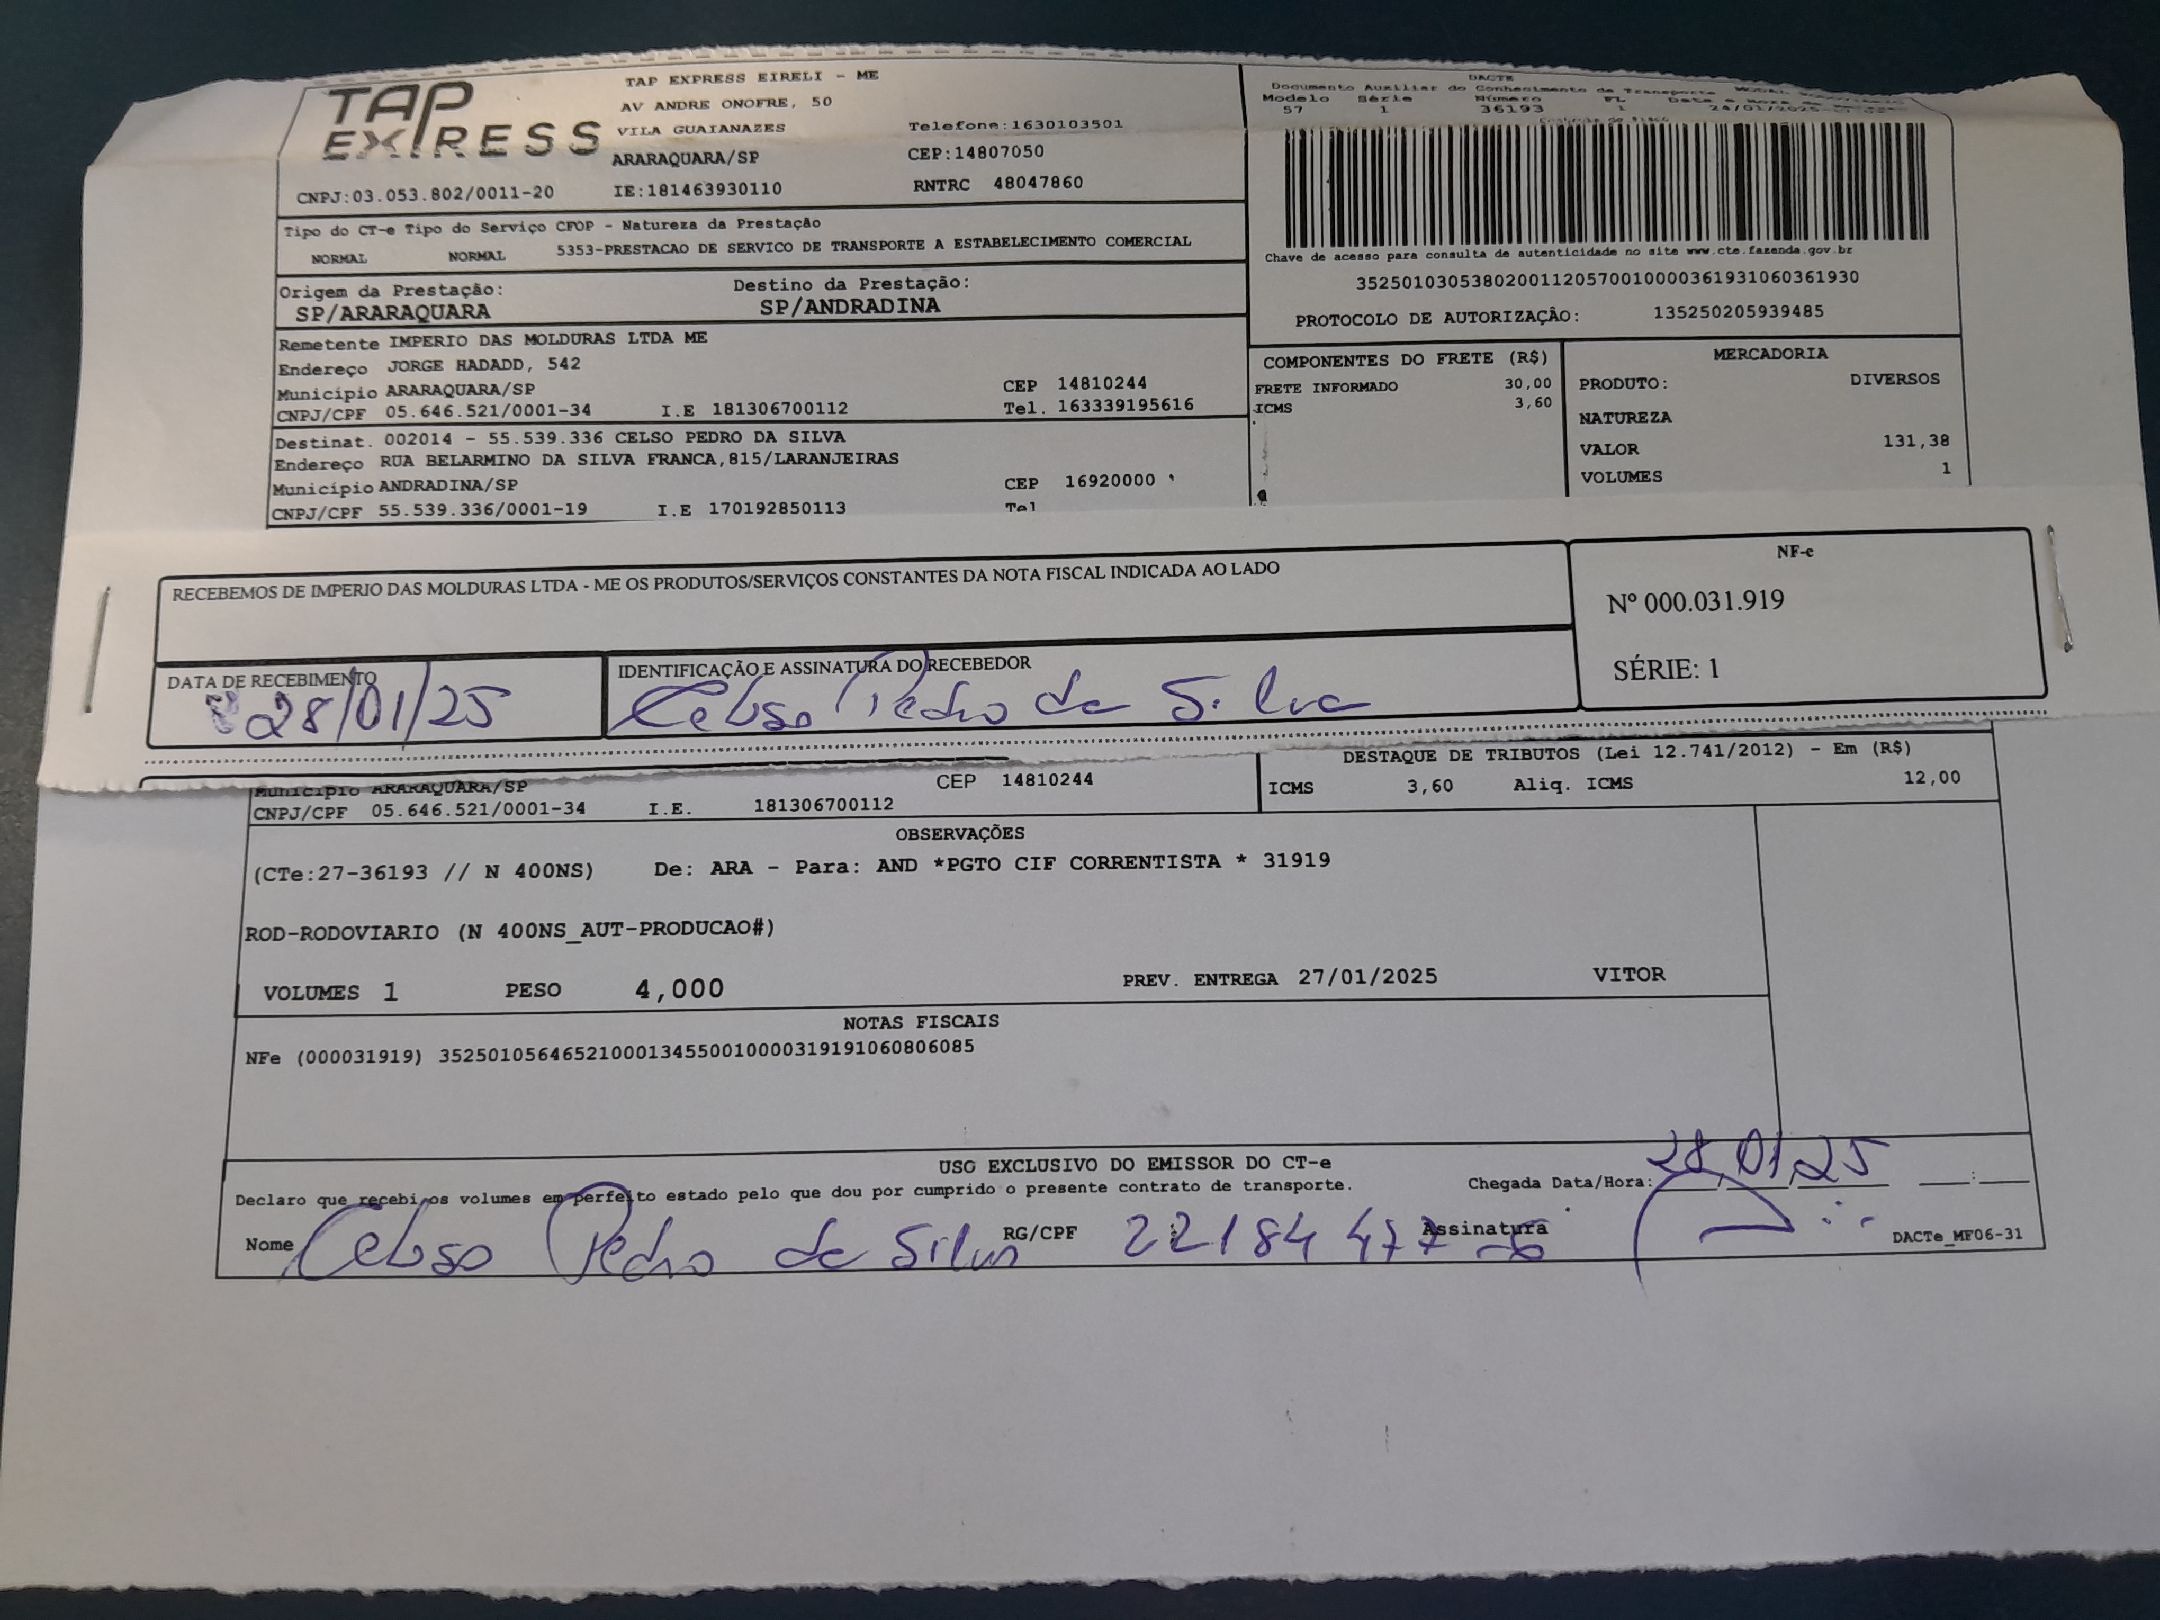 TAP EXPRESS
TAP EXPRESS EIRELI - ME
AV ANDRE ONOFRE, 50
VILA GUAIANAZES Telefone:1630103501
ARARAQUARA/SP CEP:14807050
CNPJ:03.053.802/0011-20 IE:181463930110 RNTRC 48047860
DACTE
Documento Auxiliar do Conhecimento de Transporte
Modelo Série Número FL
57 1 36193 1 24/01/2025
Tipo do CT-e Tipo do Serviço CFOP - Natureza da Prestação
NORMAL NORMAL 5353-PRESTACAO DE SERVICO DE TRANSPORTE A ESTABELECIMENTO COMERCIAL
Chave de acesso para consulta de autenticidade no site www.cte.fazenda.gov.br
35250103053802001120570010000361931060361930
PROTOCOLO DE AUTORIZAÇÃO: 135250205939485
Origem da Prestação: Destino da Prestação:
SP/ARARAQUARA SP/ANDRADINA
Remetente IMPERIO DAS MOLDURAS LTDA ME
Endereço JORGE HADADD, 542
Município ARARAQUARA/SP CEP 14810244
CNPJ/CPF 05.646.521/0001-34 I.E 181306700112 Tel. 163339195616
Destinat. 002014 - 55.539.336 CELSO PEDRO DA SILVA
Endereço RUA BELARMINO DA SILVA FRANCA,815/LARANJEIRAS
Município ANDRADINA/SP CEP 16920000
CNPJ/CPF 55.539.336/0001-19 I.E 170192850113 Tel
COMPONENTES DO FRETE (R$)
FRETE INFORMADO 30,00
ICMS 3,60
MERCADORIA
PRODUTO: DIVERSOS
NATUREZA
VALOR 131,38
VOLUMES 1
RECEBEMOS DE IMPERIO DAS MOLDURAS LTDA - ME OS PRODUTOS/SERVIÇOS CONSTANTES DA NOTA FISCAL INDICADA AO LADO
NF-e
Nº 000.031.919
SÉRIE: 1
DATA DE RECEBIMENTO IDENTIFICAÇÃO E ASSINATURA DO RECEBEDOR
28/01/25 Celso Pedro da Silva
Município ARARAQUARA/SP CEP 14810244
CNPJ/CPF 05.646.521/0001-34 I.E. 181306700112
DESTAQUE DE TRIBUTOS (Lei 12.741/2012) - Em (R$)
ICMS 3,60 Aliq. ICMS 12,00
OBSERVAÇÕES
(CTe:27-36193 // N 400NS) De: ARA - Para: AND *PGTO CIF CORRENTISTA * 31919
ROD-RODOVIARIO (N 400NS_AUT-PRODUCAO#)
VOLUMES 1 PESO 4,000 PREV. ENTREGA 27/01/2025 VITOR
NOTAS FISCAIS
NFe (000031919) 35250105646521000134550010000319191060806085
USO EXCLUSIVO DO EMISSOR DO CT-e
Declaro que recebi os volumes em perfeito estado pelo que dou por cumprido o presente contrato de transporte. Chegada Data/Hora: 28/01/25 :
Nome Celso Pedro da Silva RG/CPF 22184477-6 Assinatura
DACTe_MF06-31